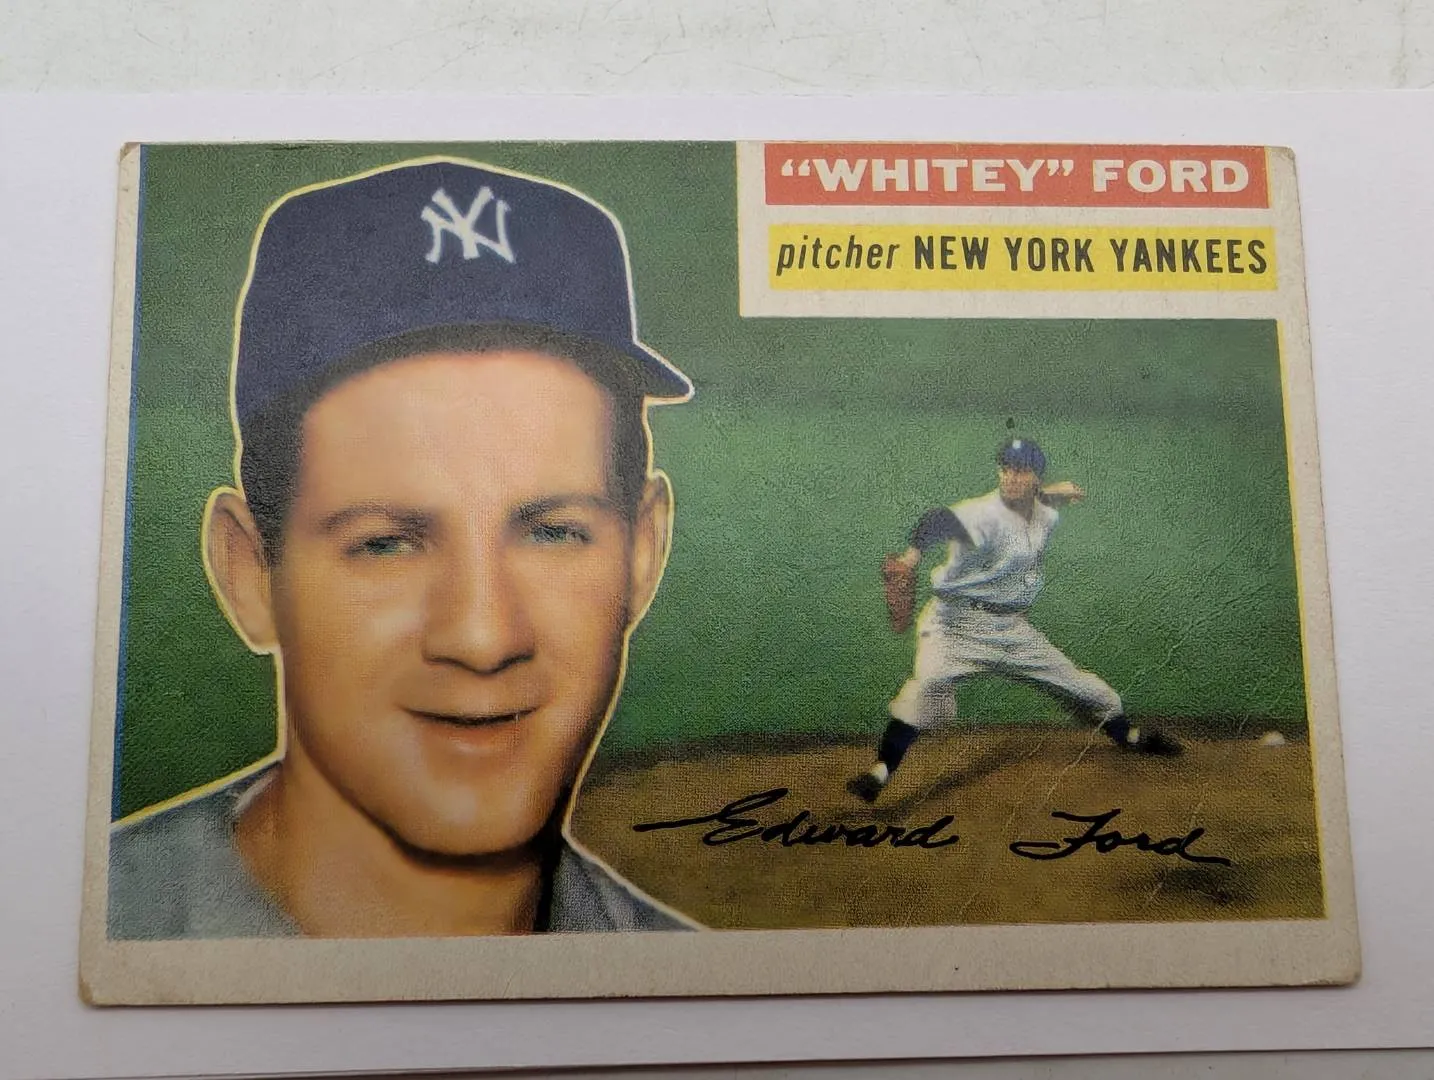 NY
“WHITEY” FORD
pitcher NEW YORK YANKEES
Edward Ford